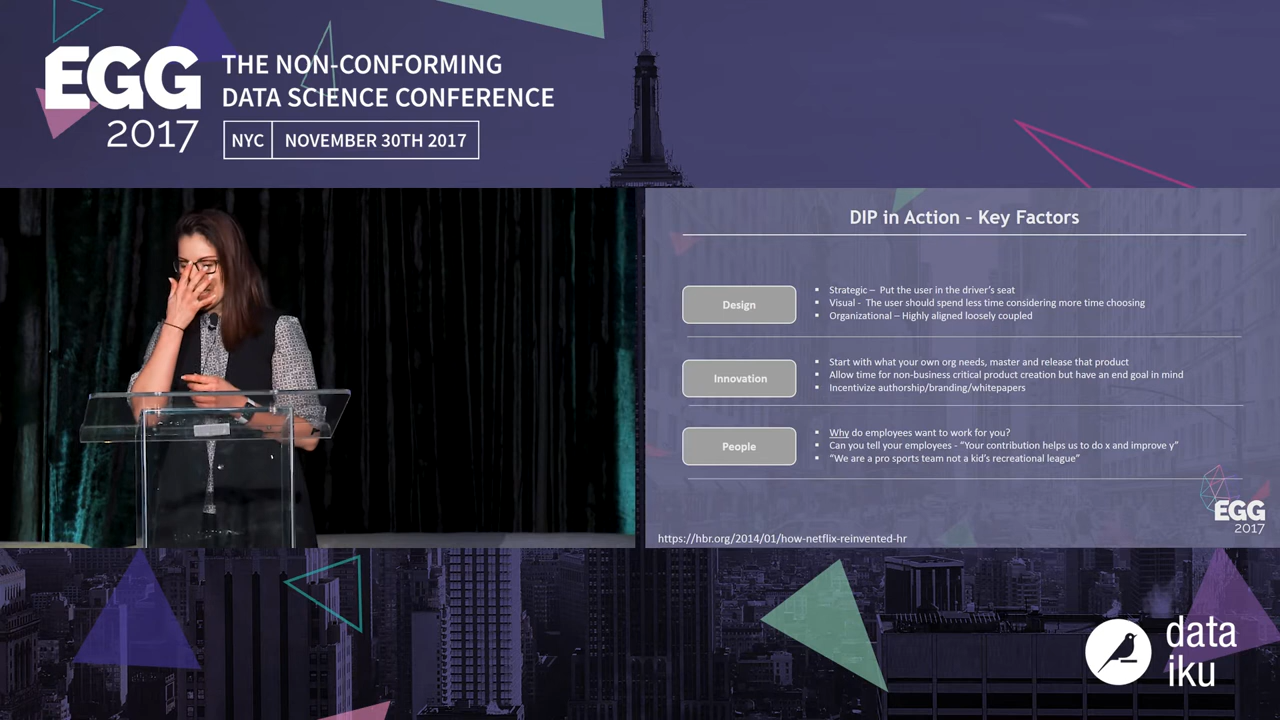 EGG
2017
THE NON-CONFORMING
DATA SCIENCE CONFERENCE
NYC
NOVEMBER 30TH 2017
DIP in Action - Key Factors
Design
Strategic – Put the user in the driver's seat
Visual - The user should spend less time considering more time choosing
Organizational – Highly aligned loosely coupled
Innovation
Start with what your own org needs, master and release that product
Allow time for non-business critical product creation but have an end goal in mind
Incentivize authorship/branding/whitepapers
People
Why do employees want to work for you?
Can you tell your employees - “Your contribution helps us to do x and improve y”
“We are a pro sports team not a kid's recreational league”
EGG
2017
https://hbr.org/2014/01/how-netflix-reinvented-hr
data
iku